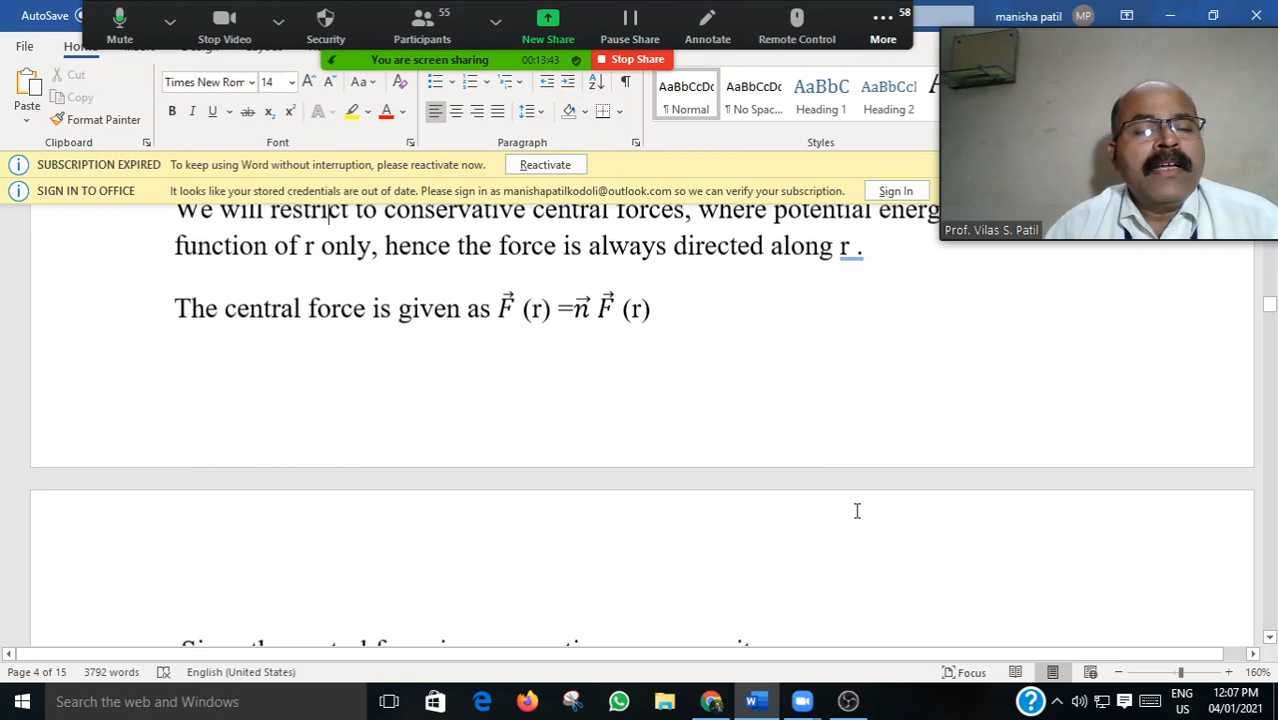 AutoSave
manisha patil
MP
Mute
Stop Video
Security
55
Participants
New Share
Pause Share
Annotate
Remote Control
58
More
You are screen sharing
00:13:43
Stop Share
File
Paste
Cut
Copy
Format Painter
Clipboard
Times New Rom
14
Font
Paragraph
AaBbCcDc
¶ Normal
AaBbCcDc
¶ No Spac...
AaBbC
Heading 1
AaBbCcI
Heading 2
Styles
SUBSCRIPTION EXPIRED To keep using Word without interruption, please reactivate now. Reactivate
SIGN IN TO OFFICE It looks like your stored credentials are out of date. Please sign in as manishapatilkodoli@outlook.com so we can verify your subscription. Sign In
Prof. Vilas S. Patil
We will restrict to conservative central forces, where potential energ
function of r only, hence the force is always directed along r .
The central force is given as F⃗ (r) =n⃗ F⃗ (r)
Page 4 of 15 3792 words English (United States) Focus 160%
Search the web and Windows
ENG
US
12:07 PM
04/01/2021